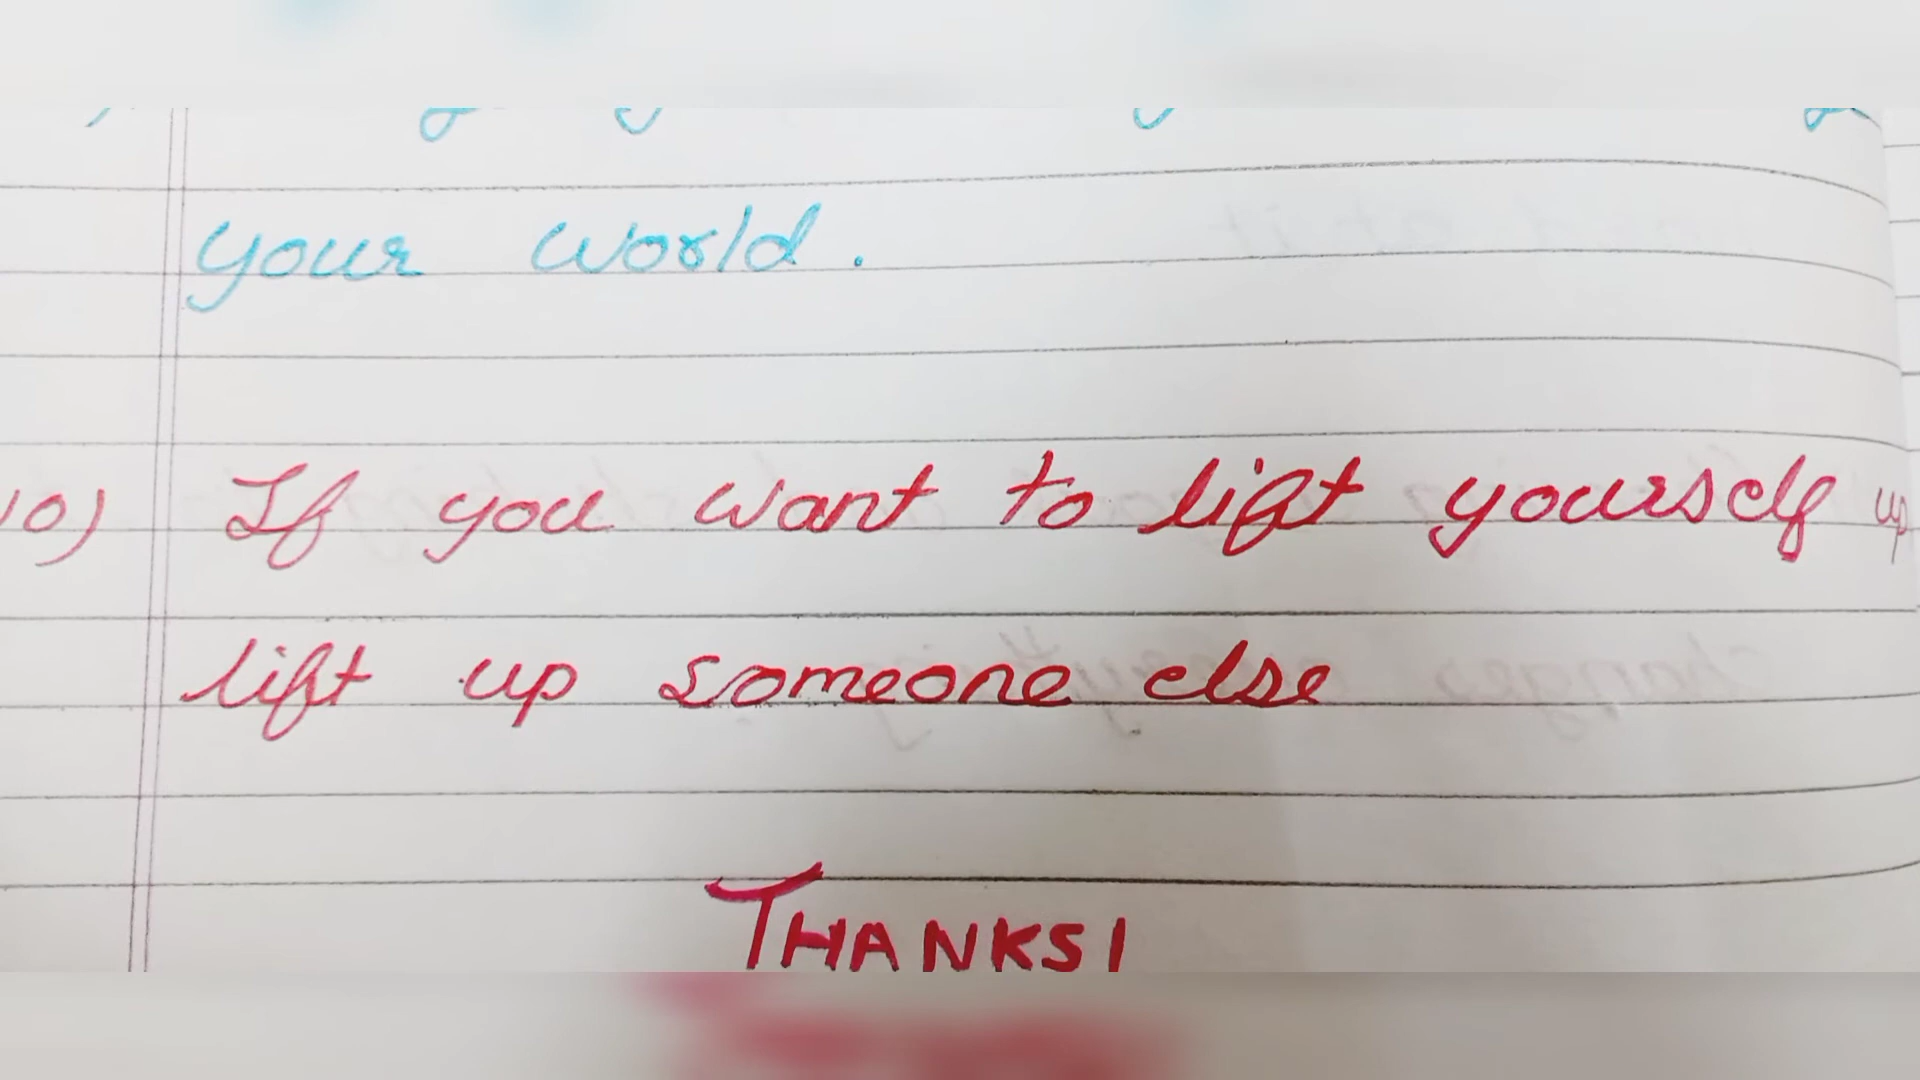 your world.
10) If you want to lift yourself up
lift up someone else
THANKS!